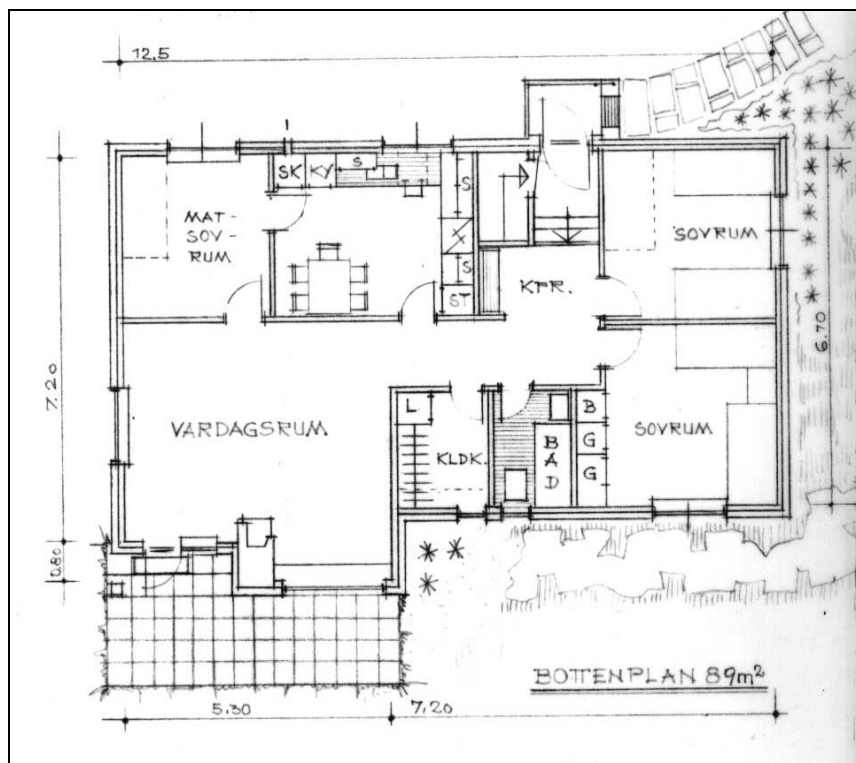 12.5
SK KY S
S
MAT-
SOV-
RUM
SOVRUM
S
ST
KPR.
6.70
7.20
VARDAGSRUM
L.
KLDK.
BAD
B
G
G
SOVRUM
0.80
BOTTENPLAN 89m²
5.30
7.20